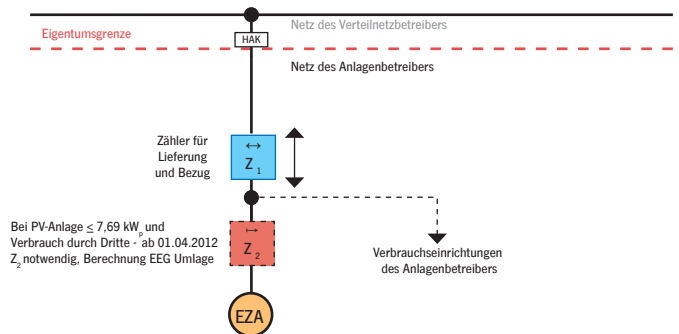 Netz des Verteilnetzbetreibers
Eigentumsgrenze
HAK
Netz des Anlagenbetreibers
Zähler für
Lieferung
und Bezug
↔
Z1
Bei PV-Anlage ≤ 7,69 kWp und
Verbrauch durch Dritte - ab 01.04.2012
Z2 notwendig, Berechnung EEG Umlage
↔
Z2
Verbrauchseinrichtungen
des Anlagenbetreibers
EZA